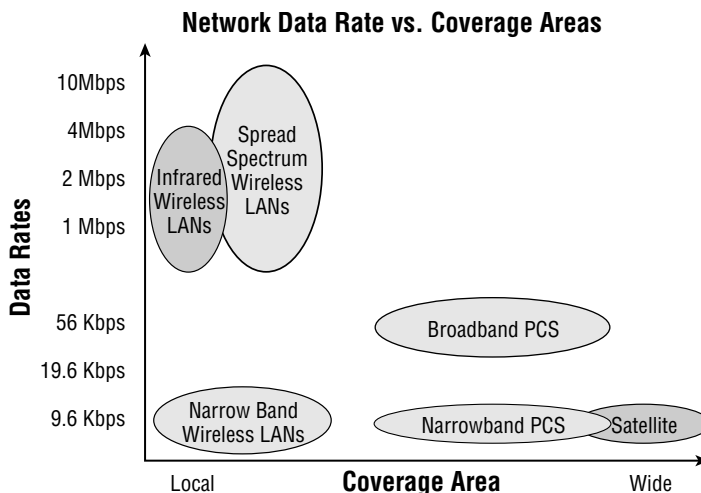 Network Data Rate vs. Coverage Areas
Data Rates
10Mbps
4Mbps
2 Mbps
1 Mbps
56 Kbps
19.6 Kbps
9.6 Kbps
Infrared
Wireless
LANs
Spread
Spectrum
Wireless
LANs
Broadband PCS
Narrow Band
Wireless LANs
Narrowband PCS
Satellite
Local
Coverage Area
Wide